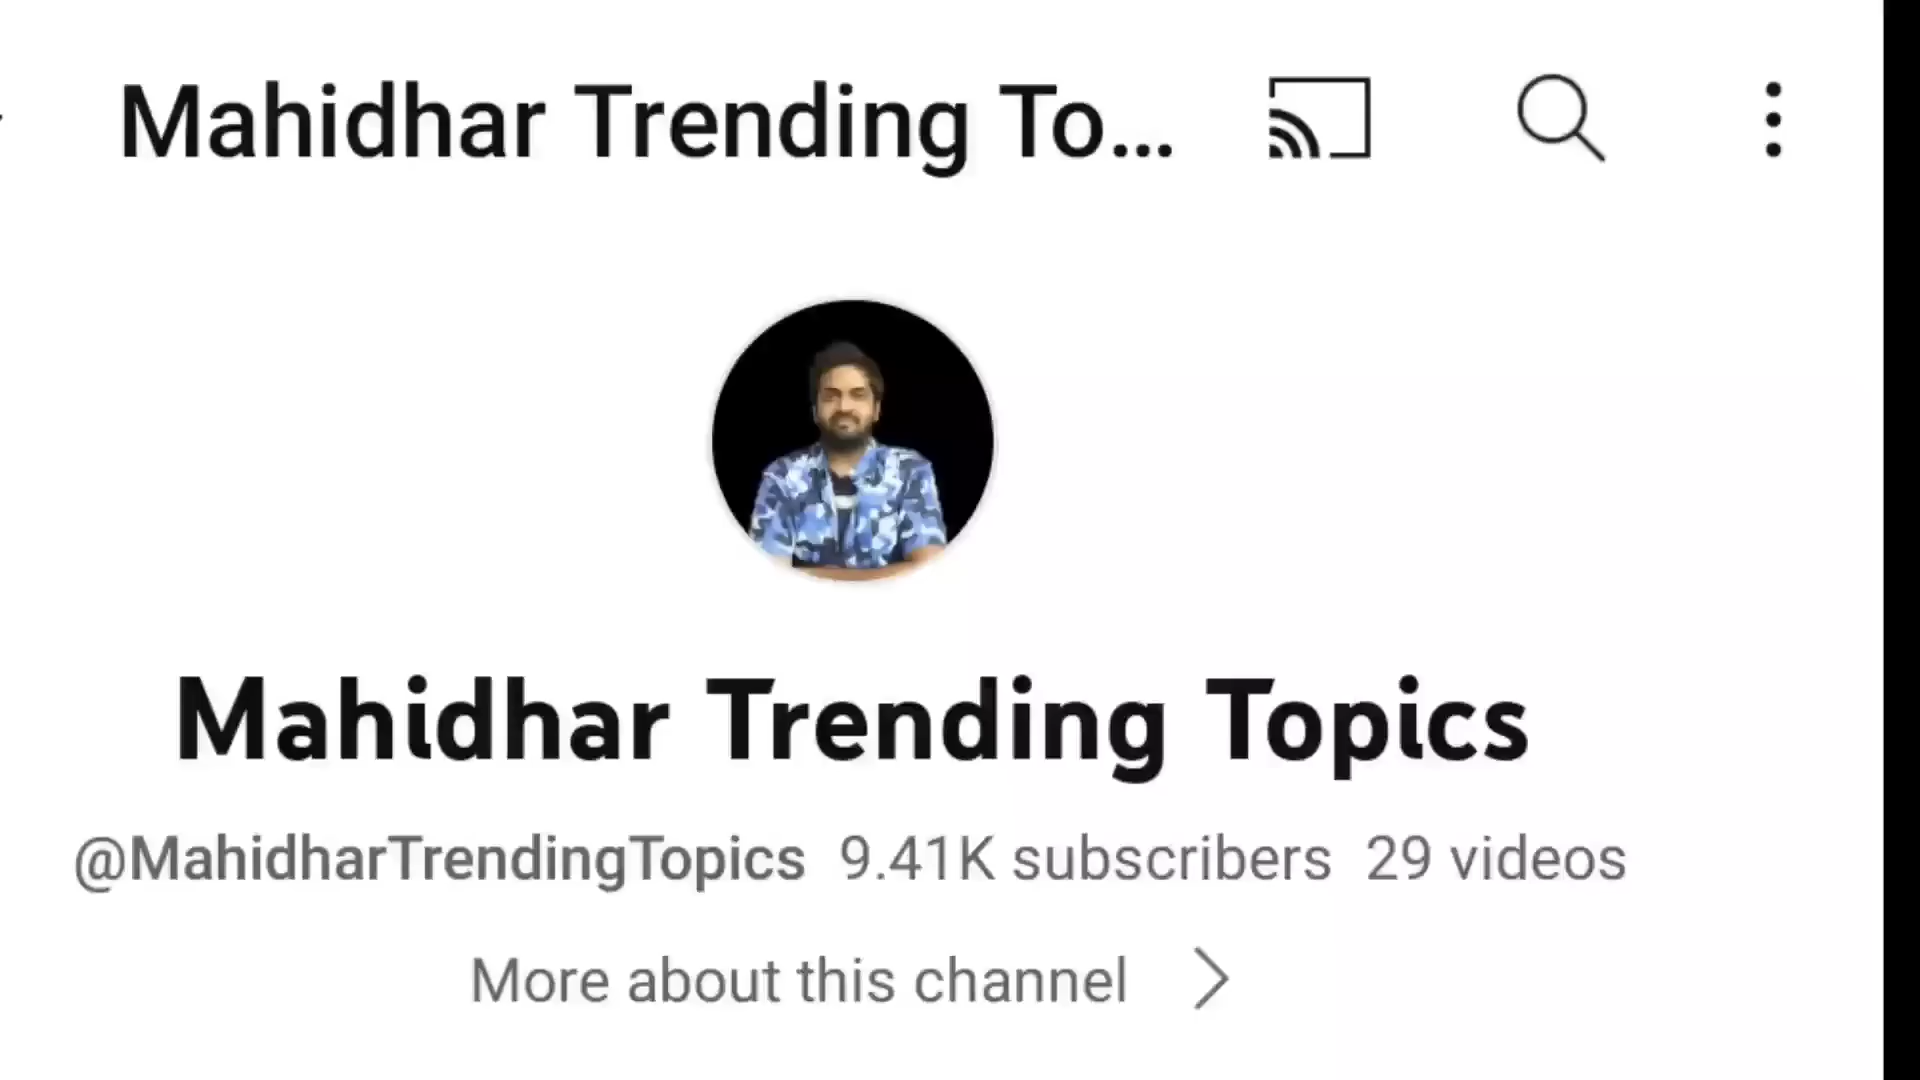 Mahidhar Trending To...
Mahidhar Trending Topics
@MahidharTrendingTopics 9.41K subscribers 29 videos
More about this channel